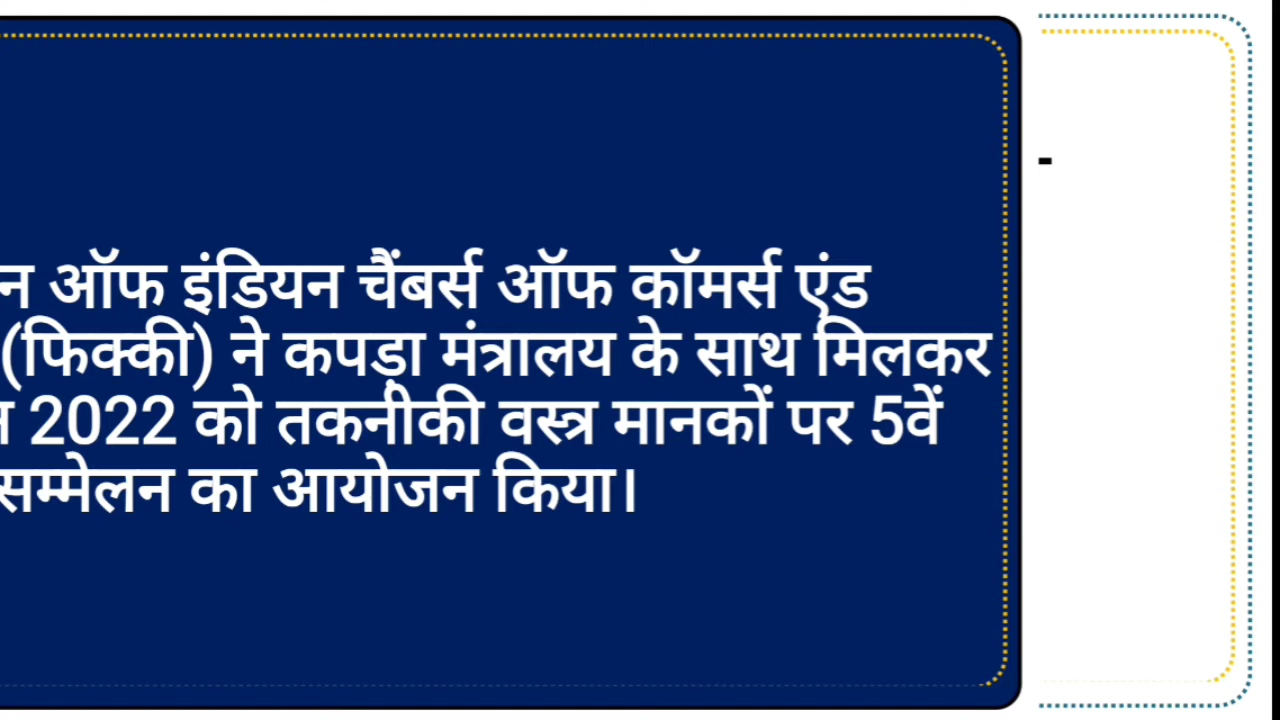 -
न ऑफ इंडियन चैंबर्स ऑफ कॉमर्स एंड
(फिक्की) ने कपड़ा मंत्रालय के साथ मिलकर
2022 को तकनीकी वस्त्र मानकों पर 5वें
सम्मेलन का आयोजन किया।